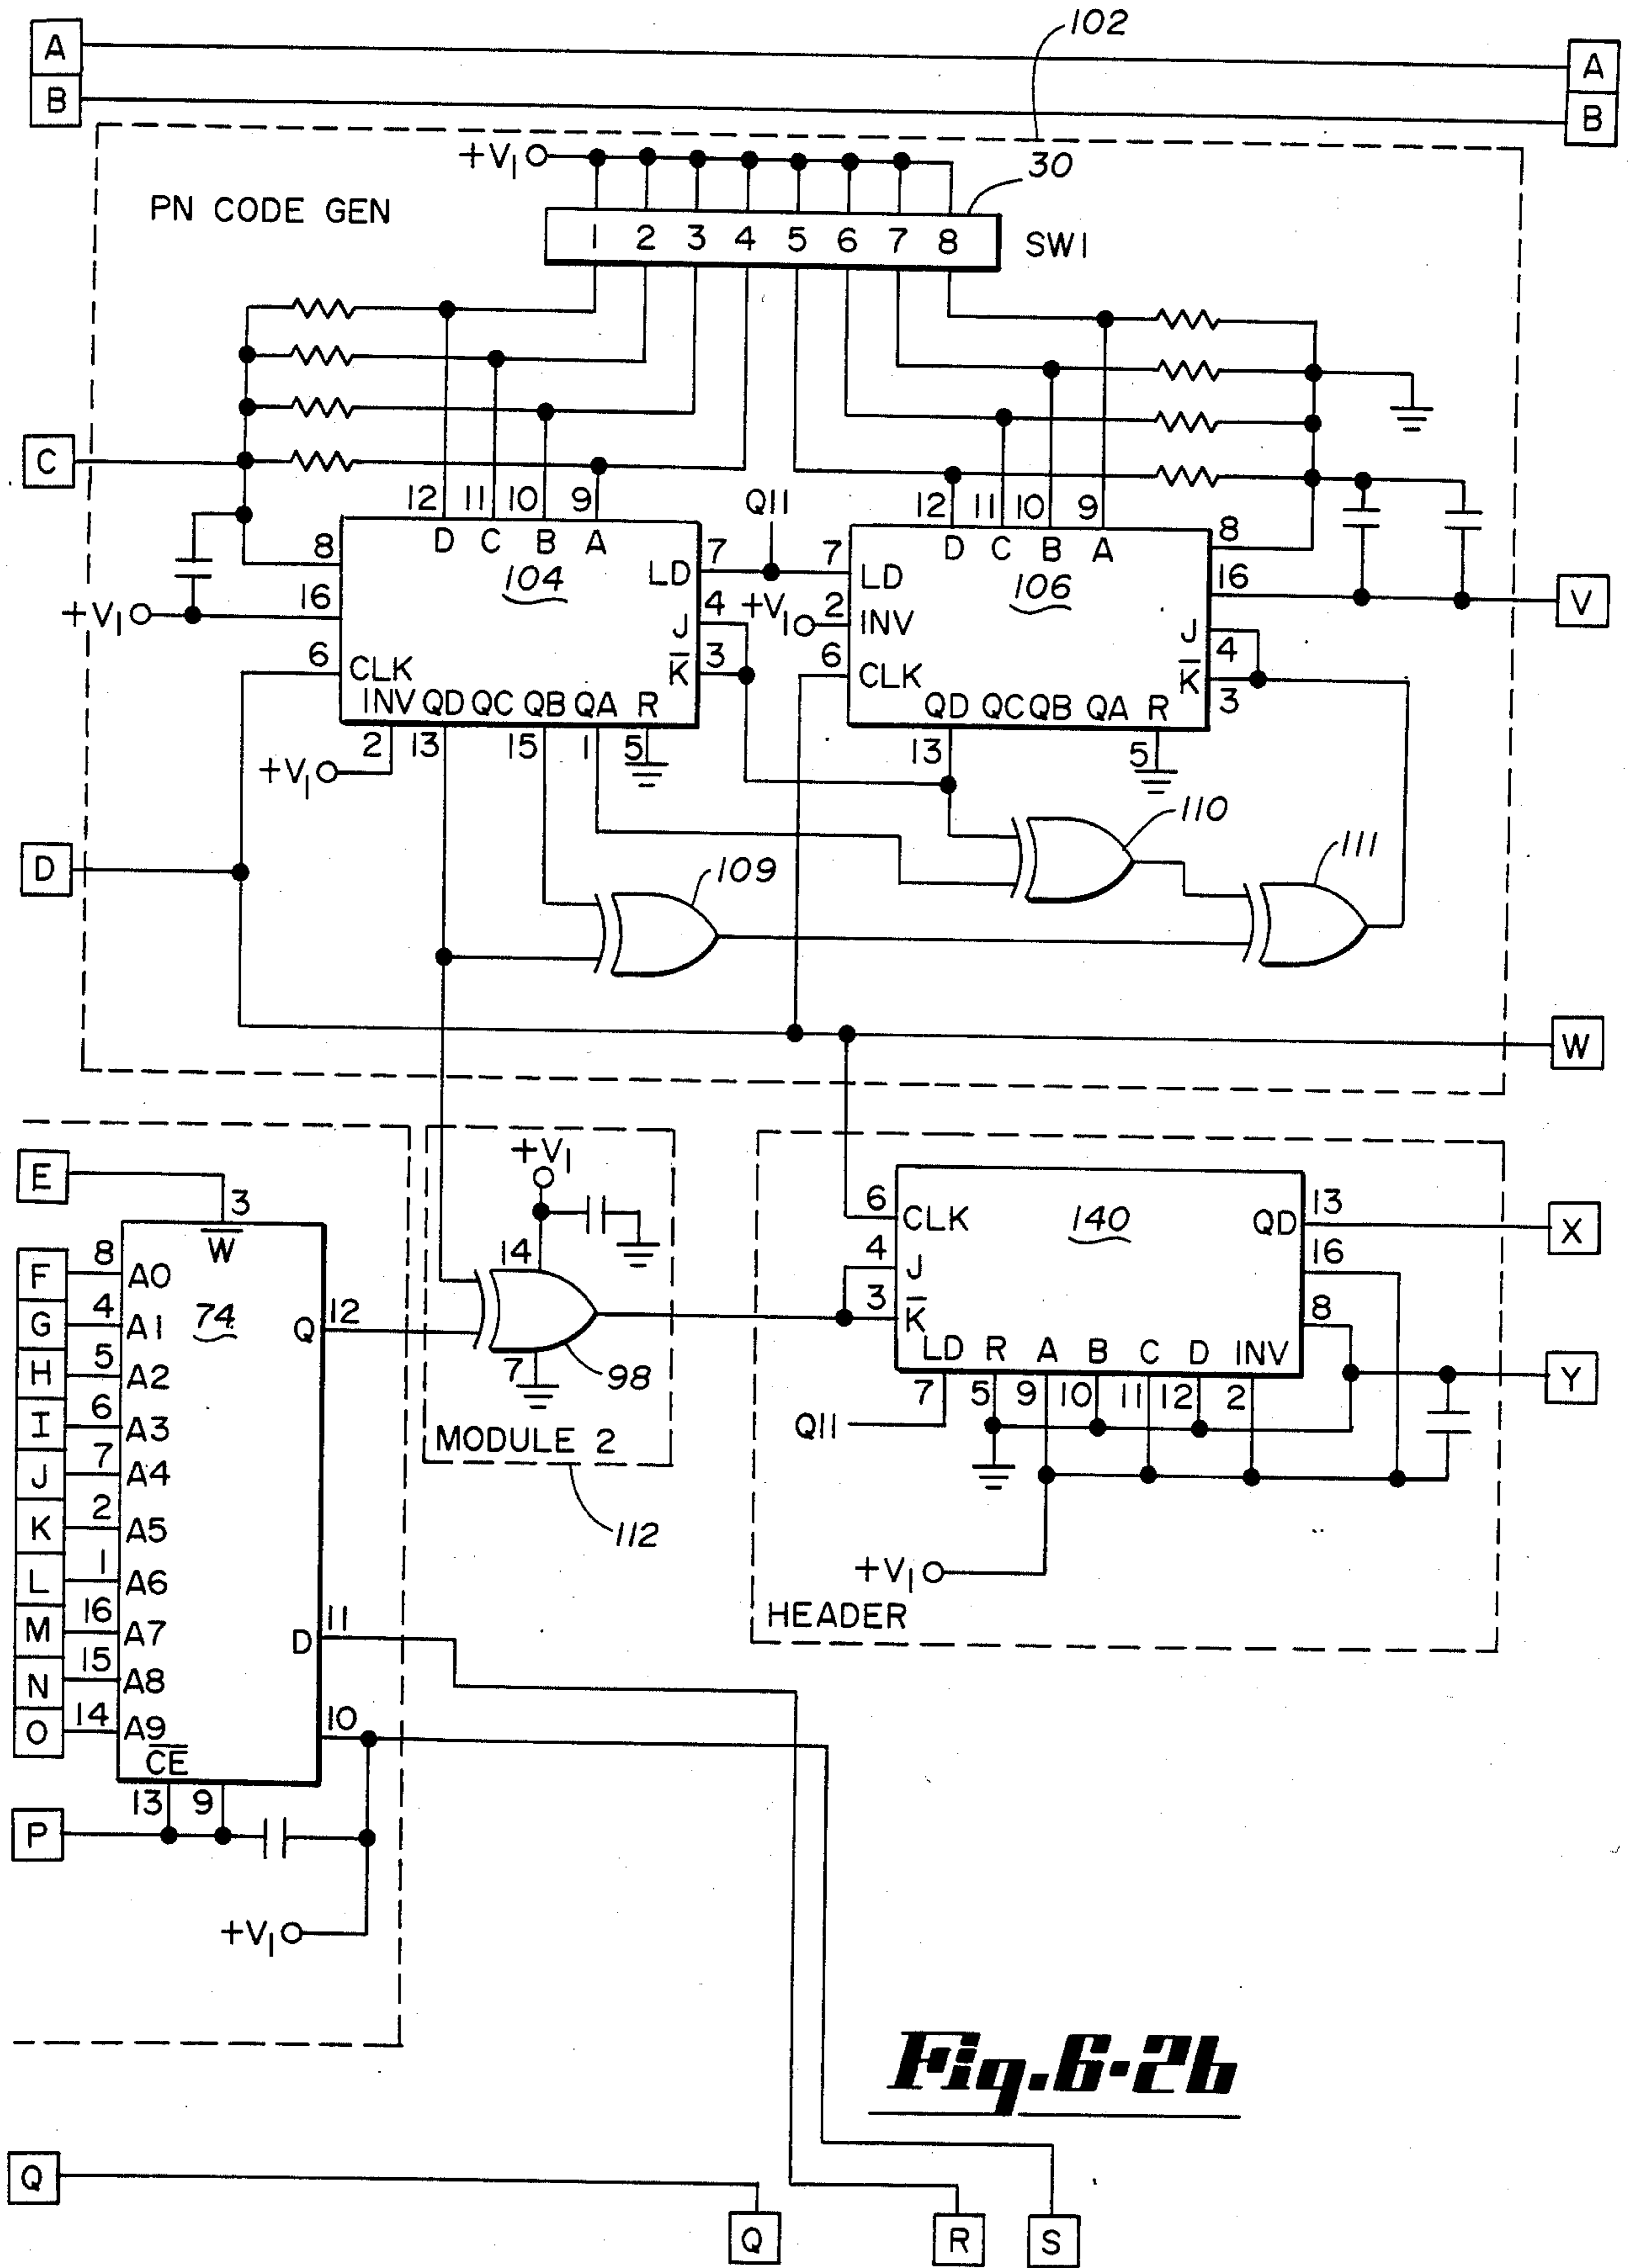 102
A A
B B
+V1 30
PN CODE GEN
1 2 3 4 5 6 7 8 SW1
C
12 11 10 9 Q11 12 11 10 9
D C B A D C B A
8 7 7 8
LD LD
104 106
16 4 +V1 2 16
+V1 J INV J V
6 3 6 4
CLK K̅ CLK K̅
INV QD QC QB QA R QD QC QB QA R 3
2 13 15 1 5 13 5
+V1
110
111
D 109
W
E +V1
3 6 13
W̅ CLK 140 QD X
8 14 4 16
F A0 J
4 74 12 3 8
G A1 Q K̅
5 LD R A B C D INV
H A2 7 98 Y
6 7 5 9 10 11 12 2
I A3 Q11
7 MODULE 2
J A4
2
K A5 112
1 +V1
L A6
16 HEADER
M A7 D 11
15
N A8
14 10
O A9
C̅E̅
13 9
P
+V1
Fig.6-2b
Q
Q R S